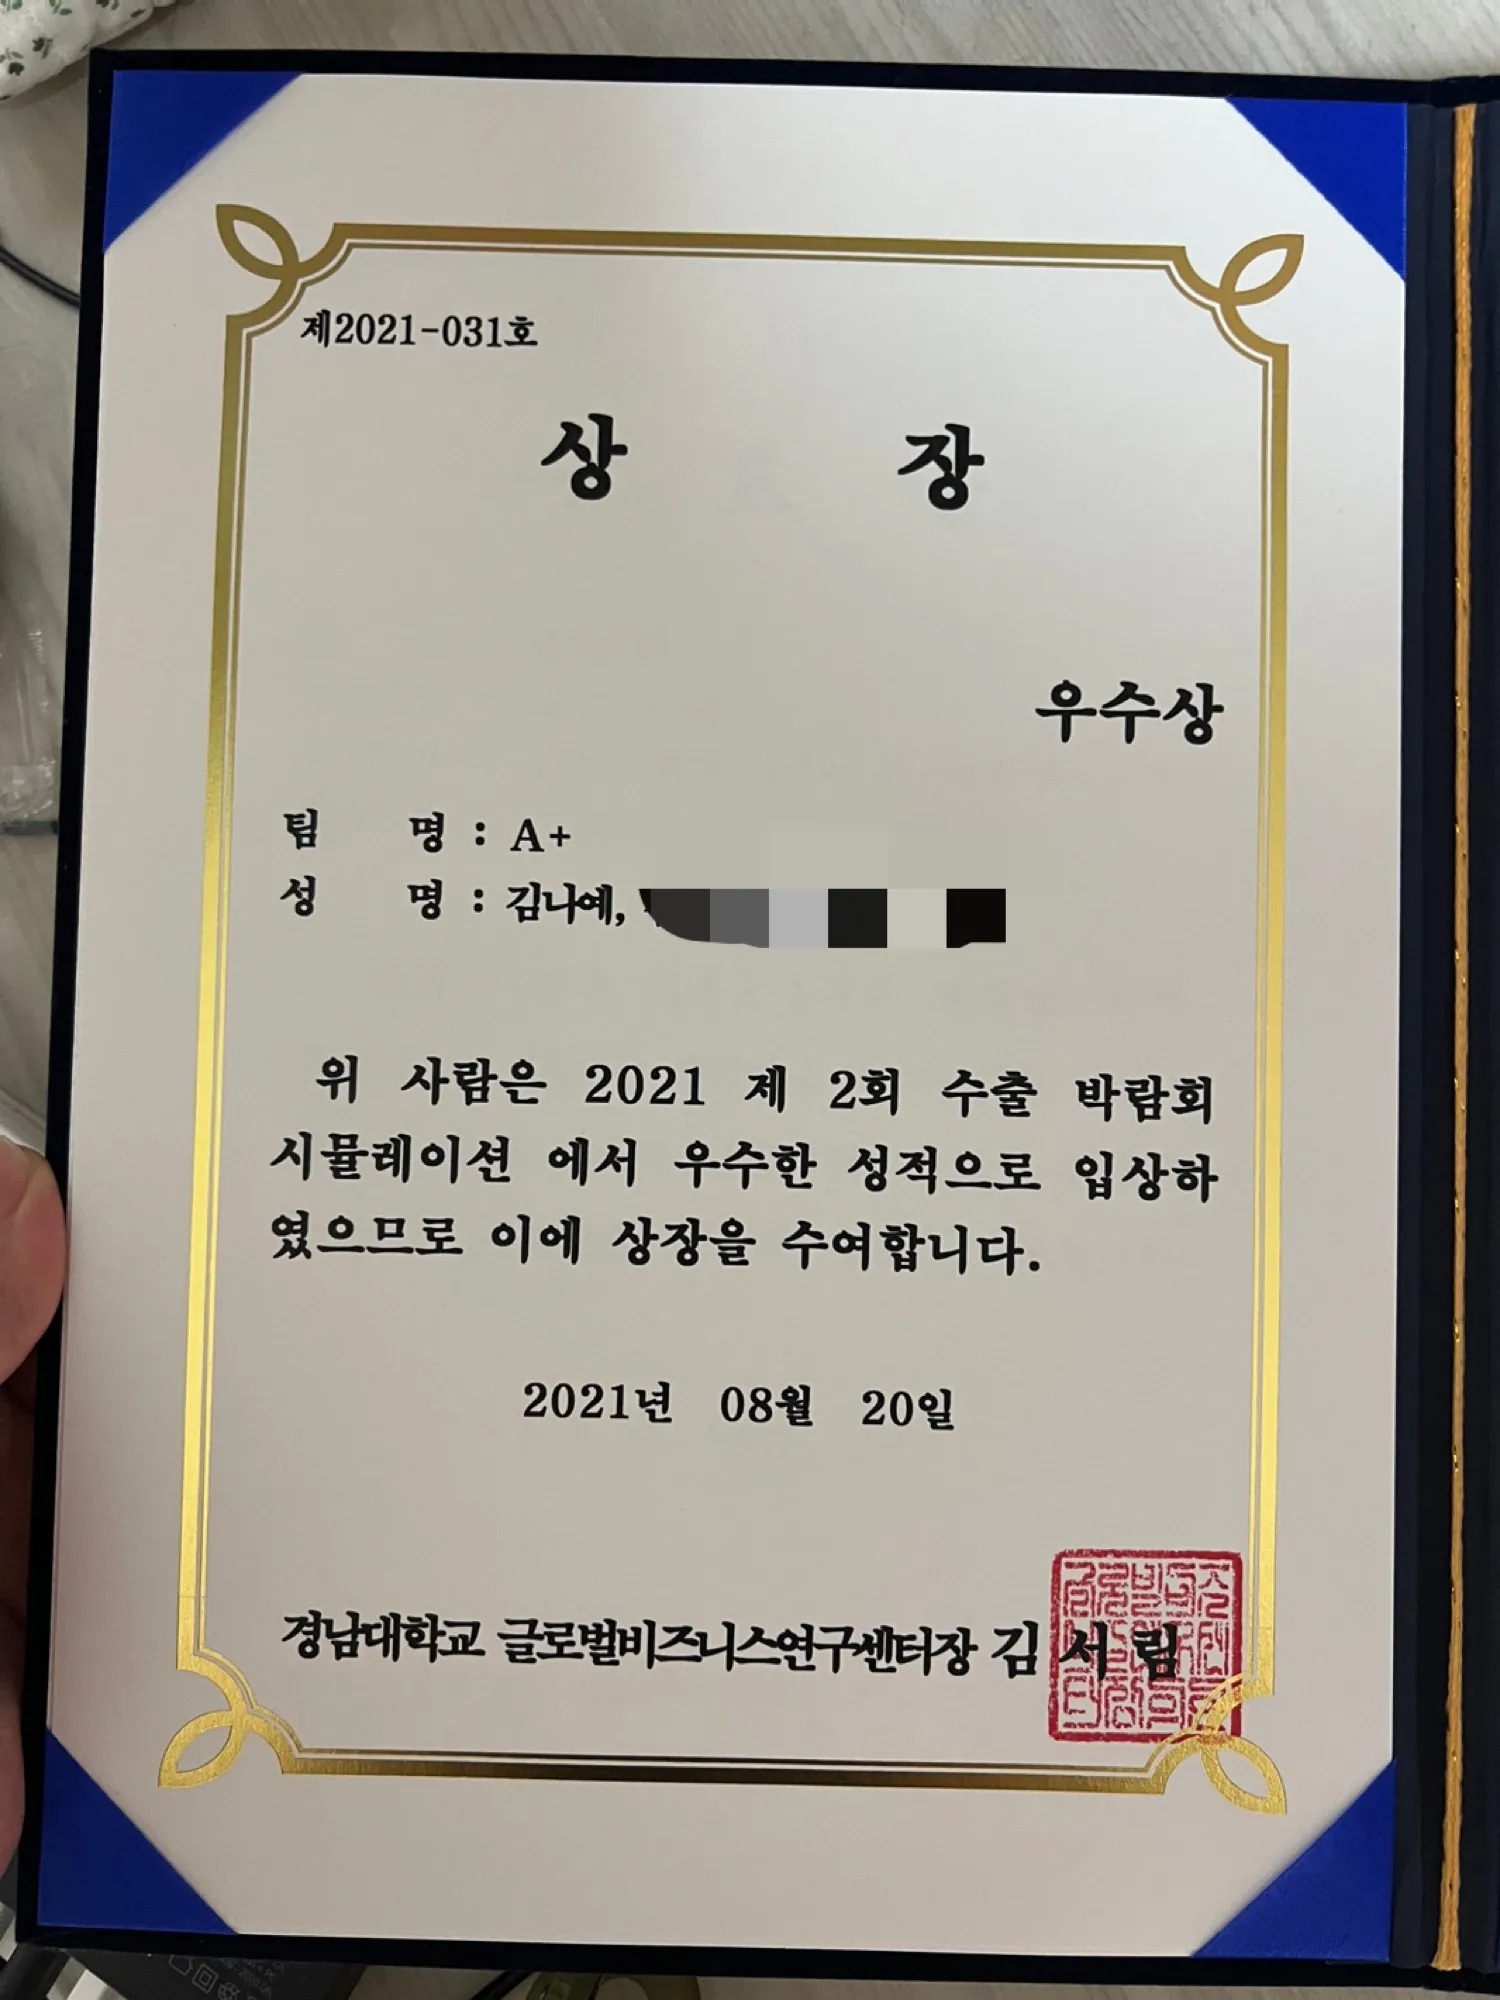 제2021-031호
상 장
우수상
팀 명 : A+
성 명 : 김나예,
위 사람은 2021 제 2회 수출 박람회
시뮬레이션 에서 우수한 성적으로 입상하
였으므로 이에 상장을 수여합니다.
2021년 08월 20일
경남대학교 글로벌비즈니스연구센터장 김 서 림